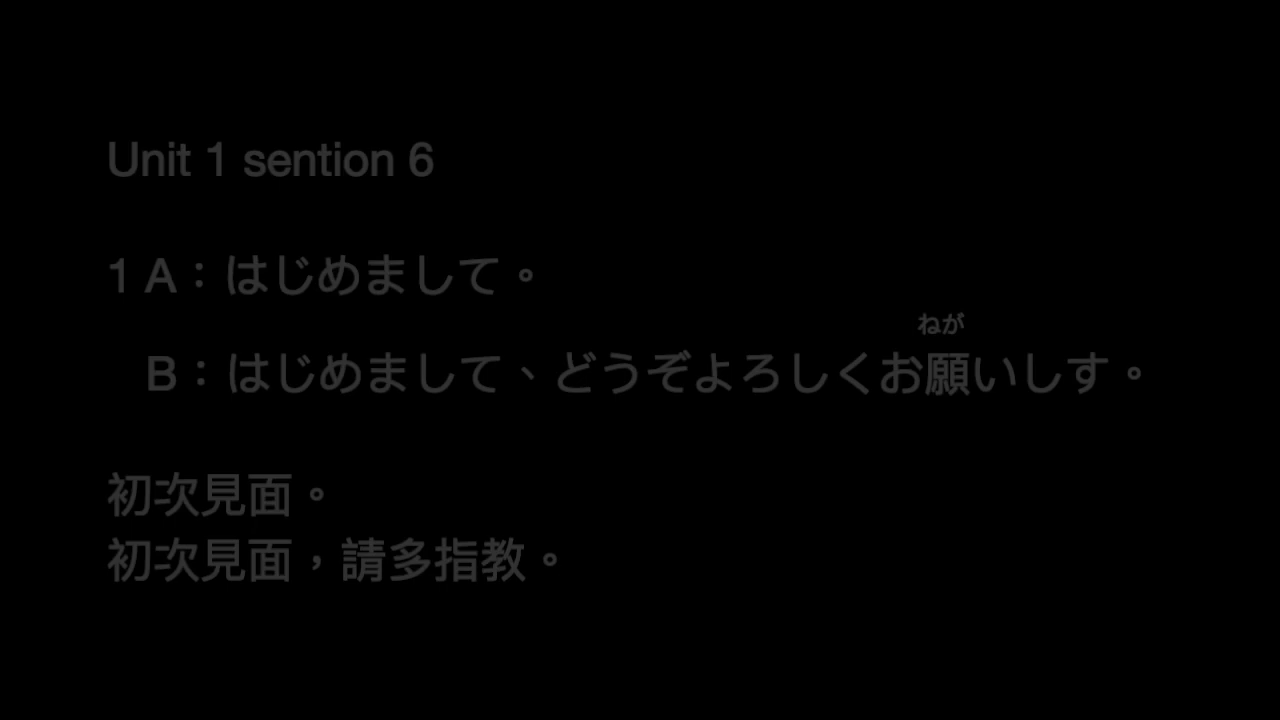 Unit 1 sention 6
1 A：はじめまして。
ねが
B：はじめまして、どうぞよろしくお願いしす。
初次見面。
初次見面，請多指教。